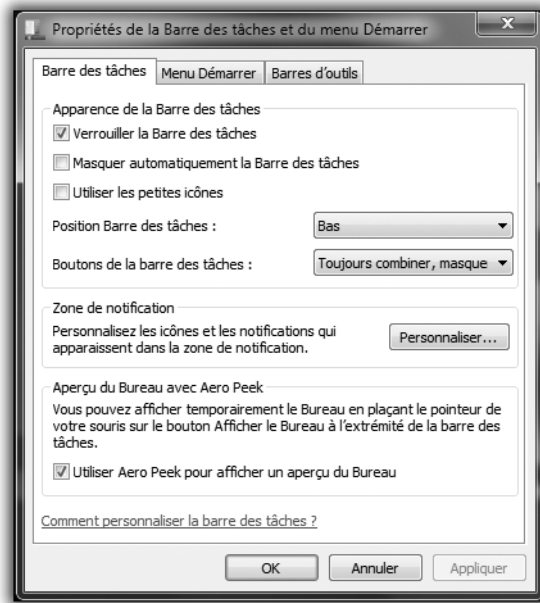 Propriétés de la Barre des tâches et du menu Démarrer
Barre des tâches Menu Démarrer Barres d'outils
Apparence de la Barre des tâches
Verrouiller la Barre des tâches
Masquer automatiquement la Barre des tâches
Utiliser les petites icônes
Position Barre des tâches : Bas
Boutons de la barre des tâches : Toujours combiner, masque
Zone de notification
Personnalisez les icônes et les notifications qui
apparaissent dans la zone de notification.
Personnaliser...
Aperçu du Bureau avec Aero Peek
Vous pouvez afficher temporairement le Bureau en plaçant le pointeur de
votre souris sur le bouton Afficher le Bureau à l'extrémité de la barre des
tâches.
Utiliser Aero Peek pour afficher un aperçu du Bureau
Comment personnaliser la barre des tâches ?
OK Annuler Appliquer